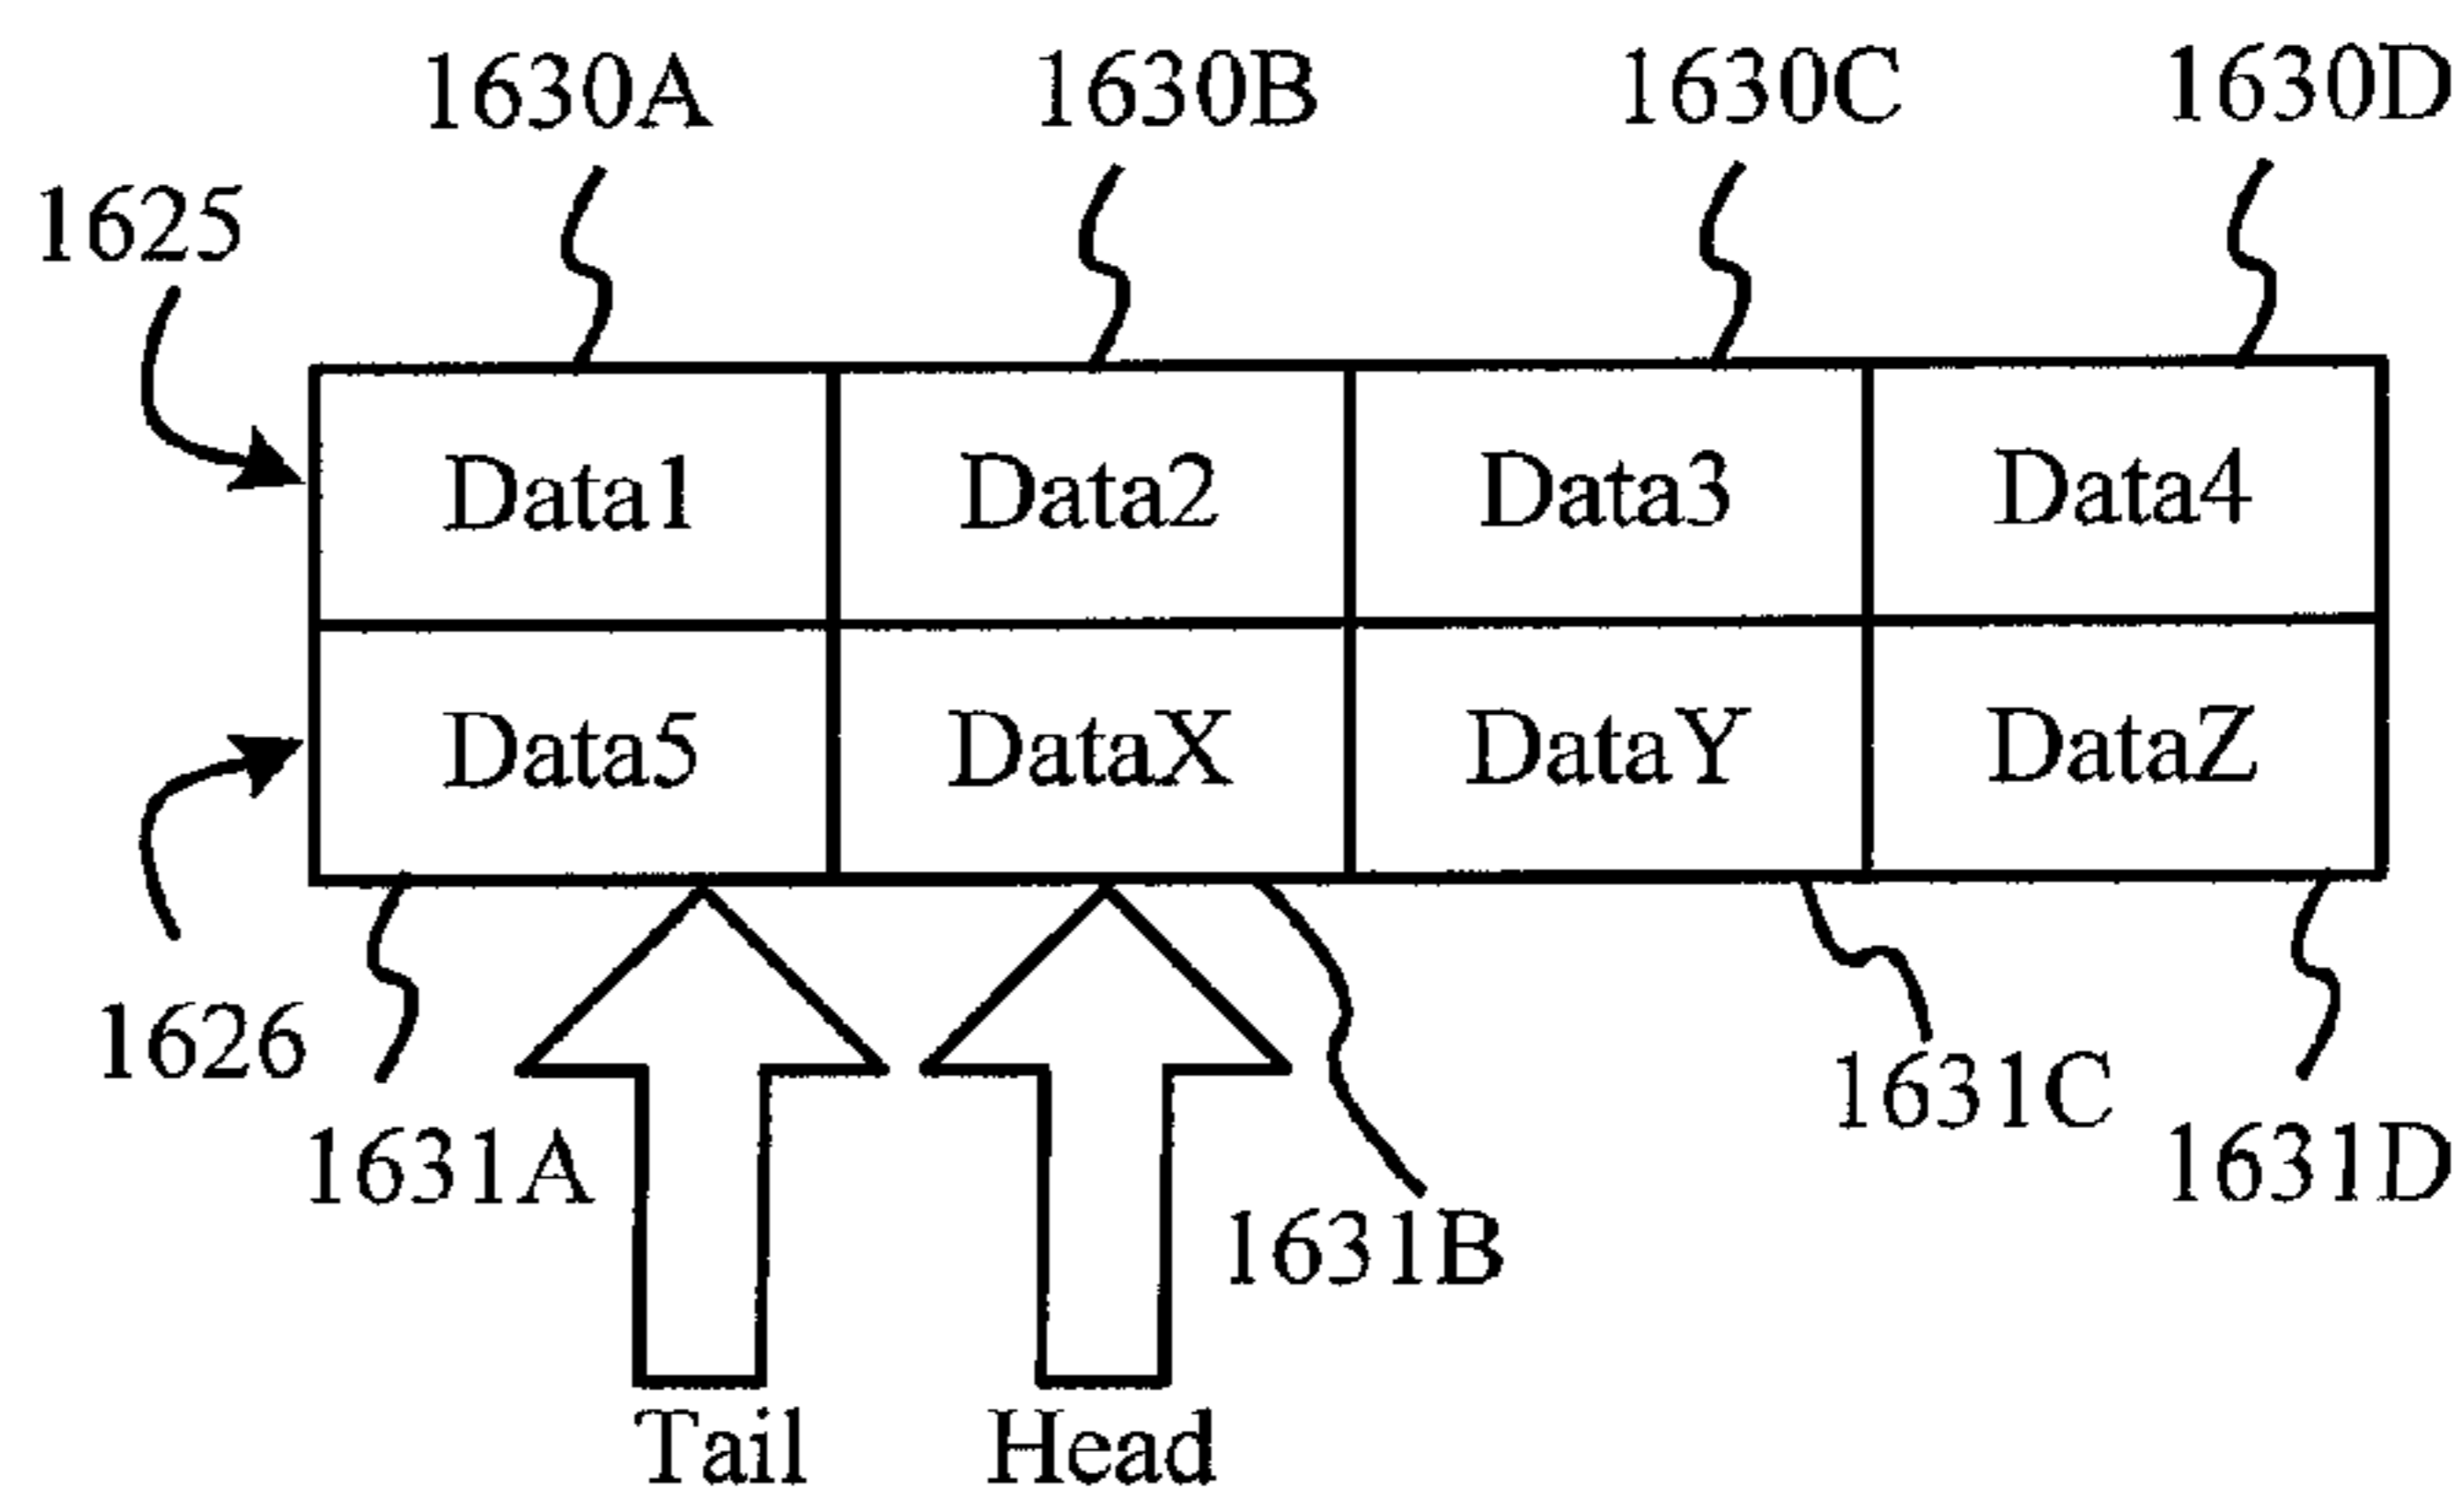 1630A 1630B 1630C 1630D
1625
Data1 Data2 Data3 Data4
Data5 DataX DataY DataZ
1626
1631A 1631B 1631C 1631D
Tail Head